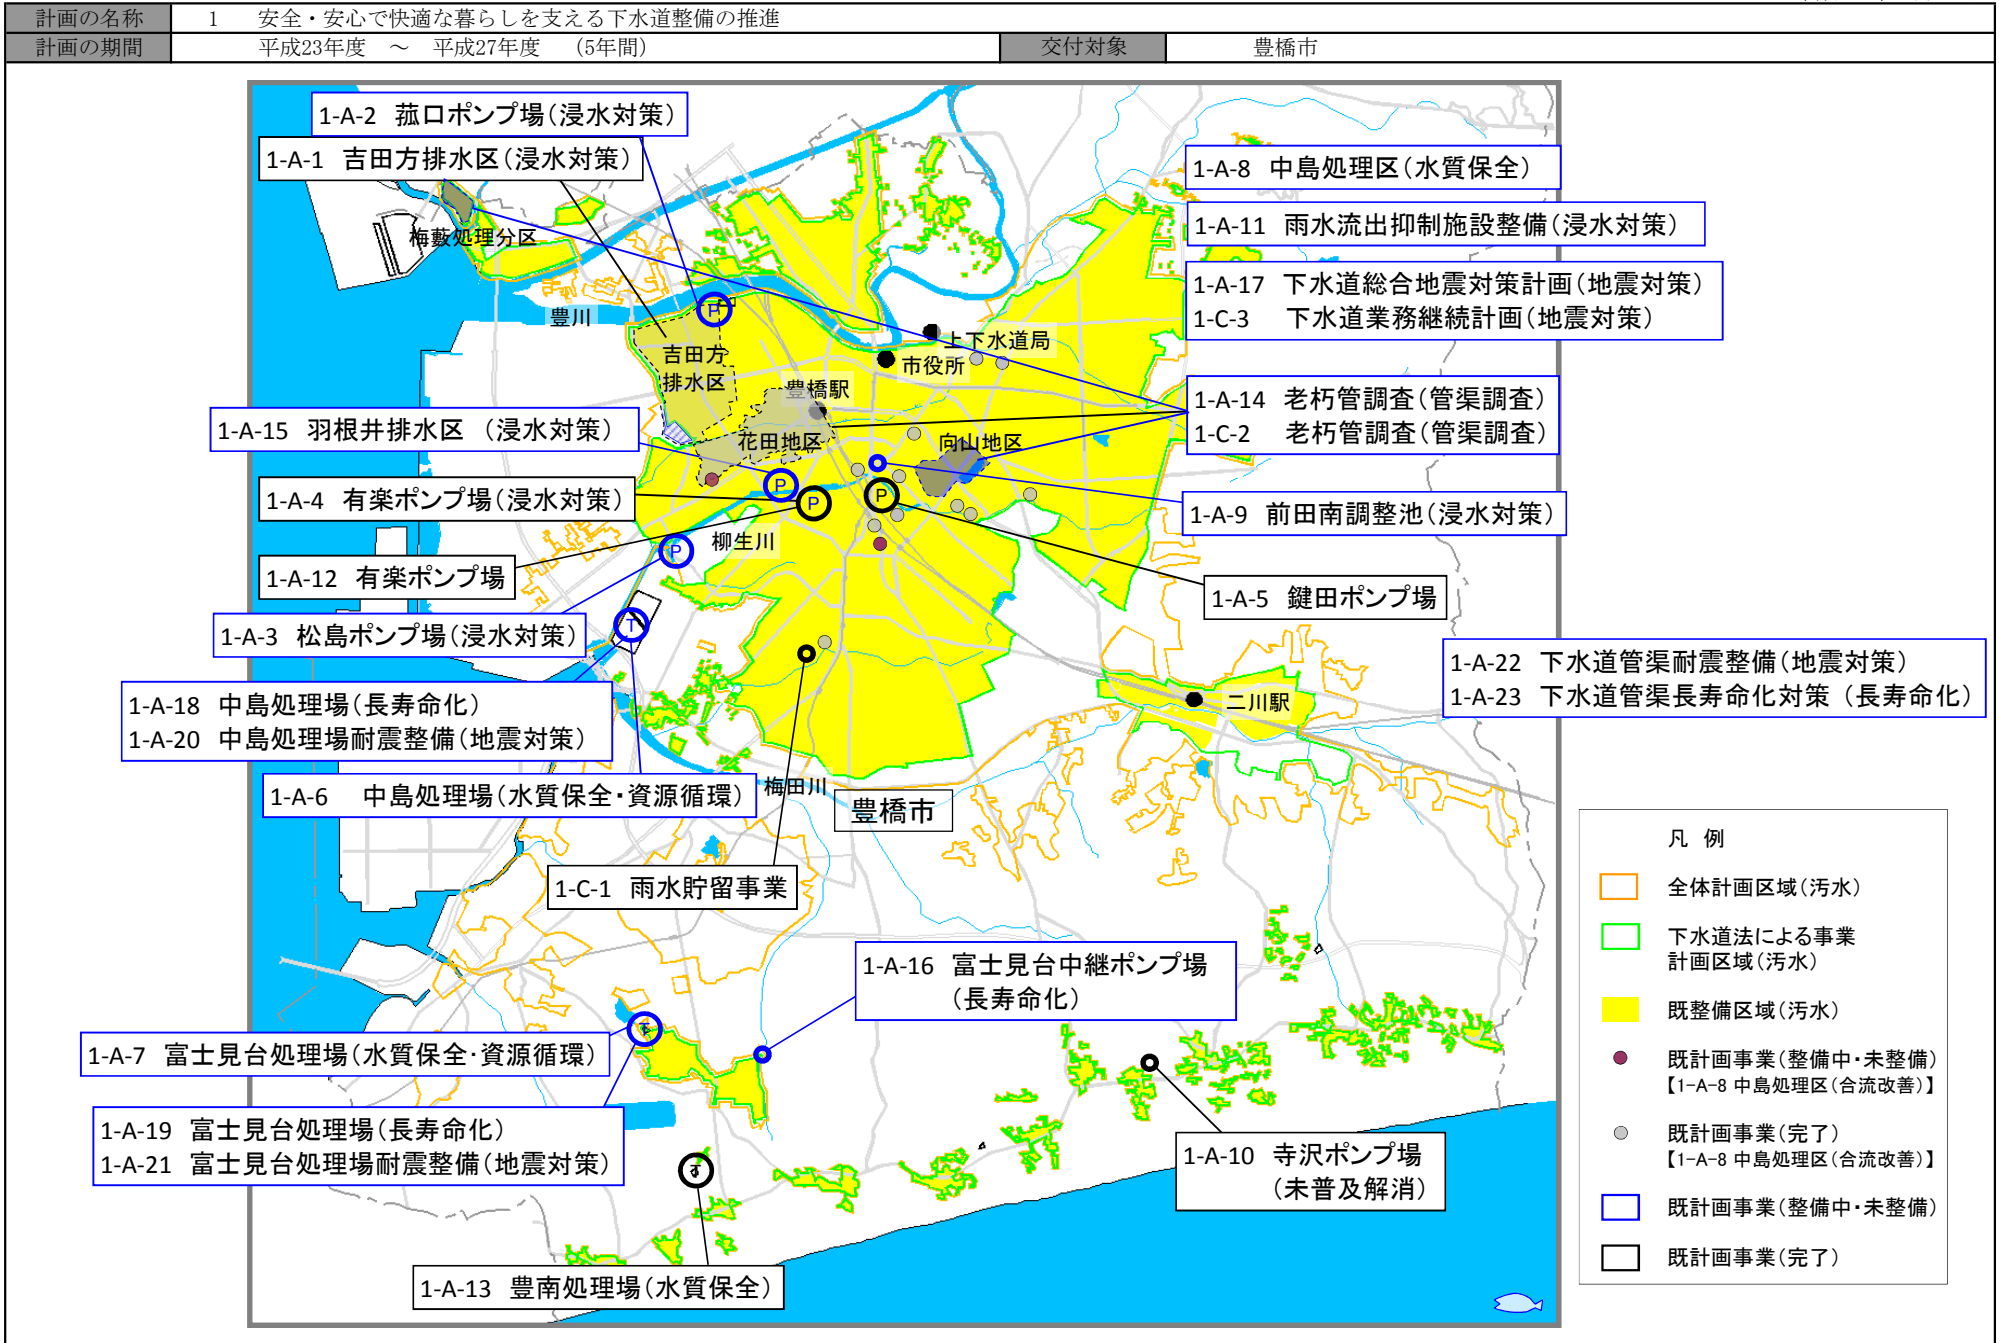 計画の名称 1 安全・安心で快適な暮らしを支える下水道整備の推進
計画の期間 平成23年度 ～ 平成27年度 （5年間） 交付対象 豊橋市
1-A-2 菰口ポンプ場(浸水対策)
1-A-1 吉田方排水区(浸水対策)
1-A-8 中島処理区(水質保全)
1-A-11 雨水流出抑制施設整備(浸水対策)
梅藪処理分区
1-A-17 下水道総合地震対策計画(地震対策)
1-C-3 下水道業務継続計画(地震対策)
豊川
P
上下水道局
吉田方
排水区
市役所
豊橋駅
1-A-14 老朽管調査(管渠調査)
1-C-2 老朽管調査(管渠調査)
1-A-15 羽根井排水区 (浸水対策)
花田地区
向山地区
1-A-4 有楽ポンプ場(浸水対策)
P
P
P
1-A-9 前田南調整池(浸水対策)
柳生川
P
1-A-12 有楽ポンプ場
1-A-5 鍵田ポンプ場
1-A-3 松島ポンプ場(浸水対策)
T
1-A-22 下水道管渠耐震整備(地震対策)
1-A-23 下水道管渠長寿命化対策 (長寿命化)
1-A-18 中島処理場(長寿命化)
1-A-20 中島処理場耐震整備(地震対策)
二川駅
1-A-6 中島処理場(水質保全・資源循環)
梅田川
豊橋市
1-C-1 雨水貯留事業
凡 例
全体計画区域(汚水)
下水道法による事業
計画区域(汚水)
既整備区域(汚水)
既計画事業(整備中・未整備)
【1-A-8 中島処理区(合流改善)】
既計画事業(完了)
【1-A-8 中島処理区(合流改善)】
既計画事業(整備中・未整備)
既計画事業(完了)
1-A-16 富士見台中継ポンプ場
(長寿命化)
T
1-A-7 富士見台処理場(水質保全・資源循環)
1-A-19 富士見台処理場(長寿命化)
1-A-21 富士見台処理場耐震整備(地震対策)
1-A-10 寺沢ポンプ場
(未普及解消)
T
1-A-13 豊南処理場(水質保全)